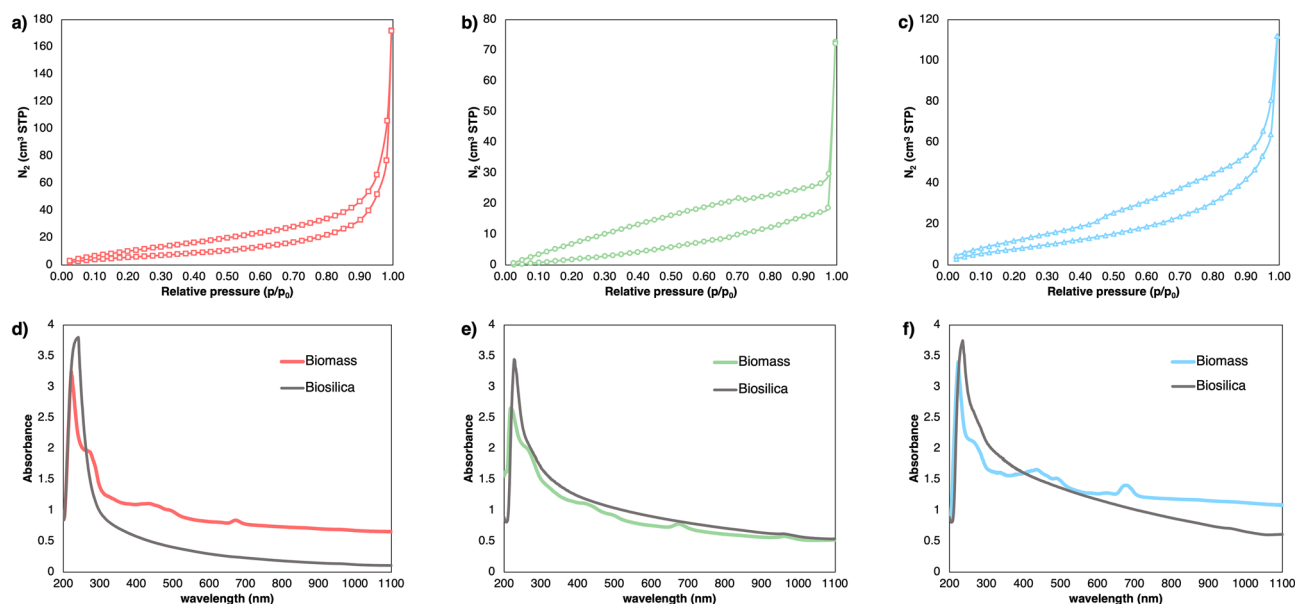 a)
180
160
140
120
100
80
60
40
20
0
N₂ (cm³ STP)
0.00 0.10 0.20 0.30 0.40 0.50 0.60 0.70 0.80 0.90 1.00
Relative pressure (p/p₀)
b)
80
70
60
50
40
30
20
10
0
N₂ (cm³ STP)
0.00 0.10 0.20 0.30 0.40 0.50 0.60 0.70 0.80 0.90 1.00
Relative pressure (p/p₀)
c)
120
100
80
60
40
20
0
N₂ (cm³ STP)
0.00 0.10 0.20 0.30 0.40 0.50 0.60 0.70 0.80 0.90 1.00
Relative pressure (p/p₀)
d)
4
3.5
3
2.5
2
1.5
1
0.5
0
Absorbance
Biomass
Biosilica
200 300 400 500 600 700 800 900 1000 1100
wavelength (nm)
e)
4
3.5
3
2.5
2
1.5
1
0.5
0
Absorbance
Biomass
Biosilica
200 300 400 500 600 700 800 900 1000 1100
wavelength (nm)
f)
4
3.5
3
2.5
2
1.5
1
0.5
0
Absorbance
Biomass
Biosilica
200 300 400 500 600 700 800 900 1000 1100
wavelength (nm)